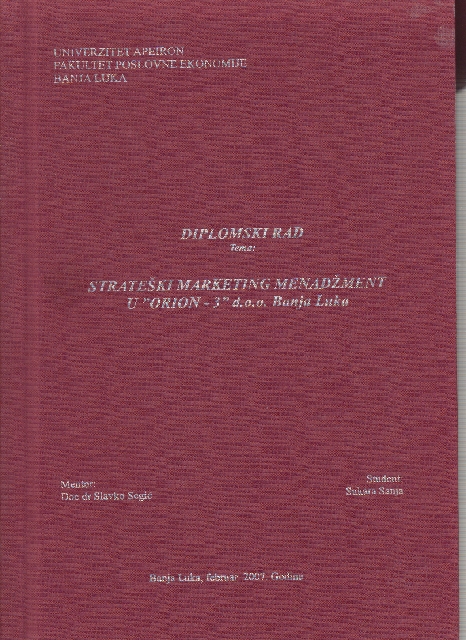 UNIVERZITET APEIRON
FAKULTET POSLOVNE EKONOMIJE
BANJA LUKA
DIPLOMSKI RAD
Tema:
STRATEŠKI MARKETING MENADŽMENT
U "ORION - 3" d.o.o. Banja Luka
Mentor:
Doc dr Slavko Šogić
Student
Šukara Sanja
Banja Luka, februar 2007. Godine